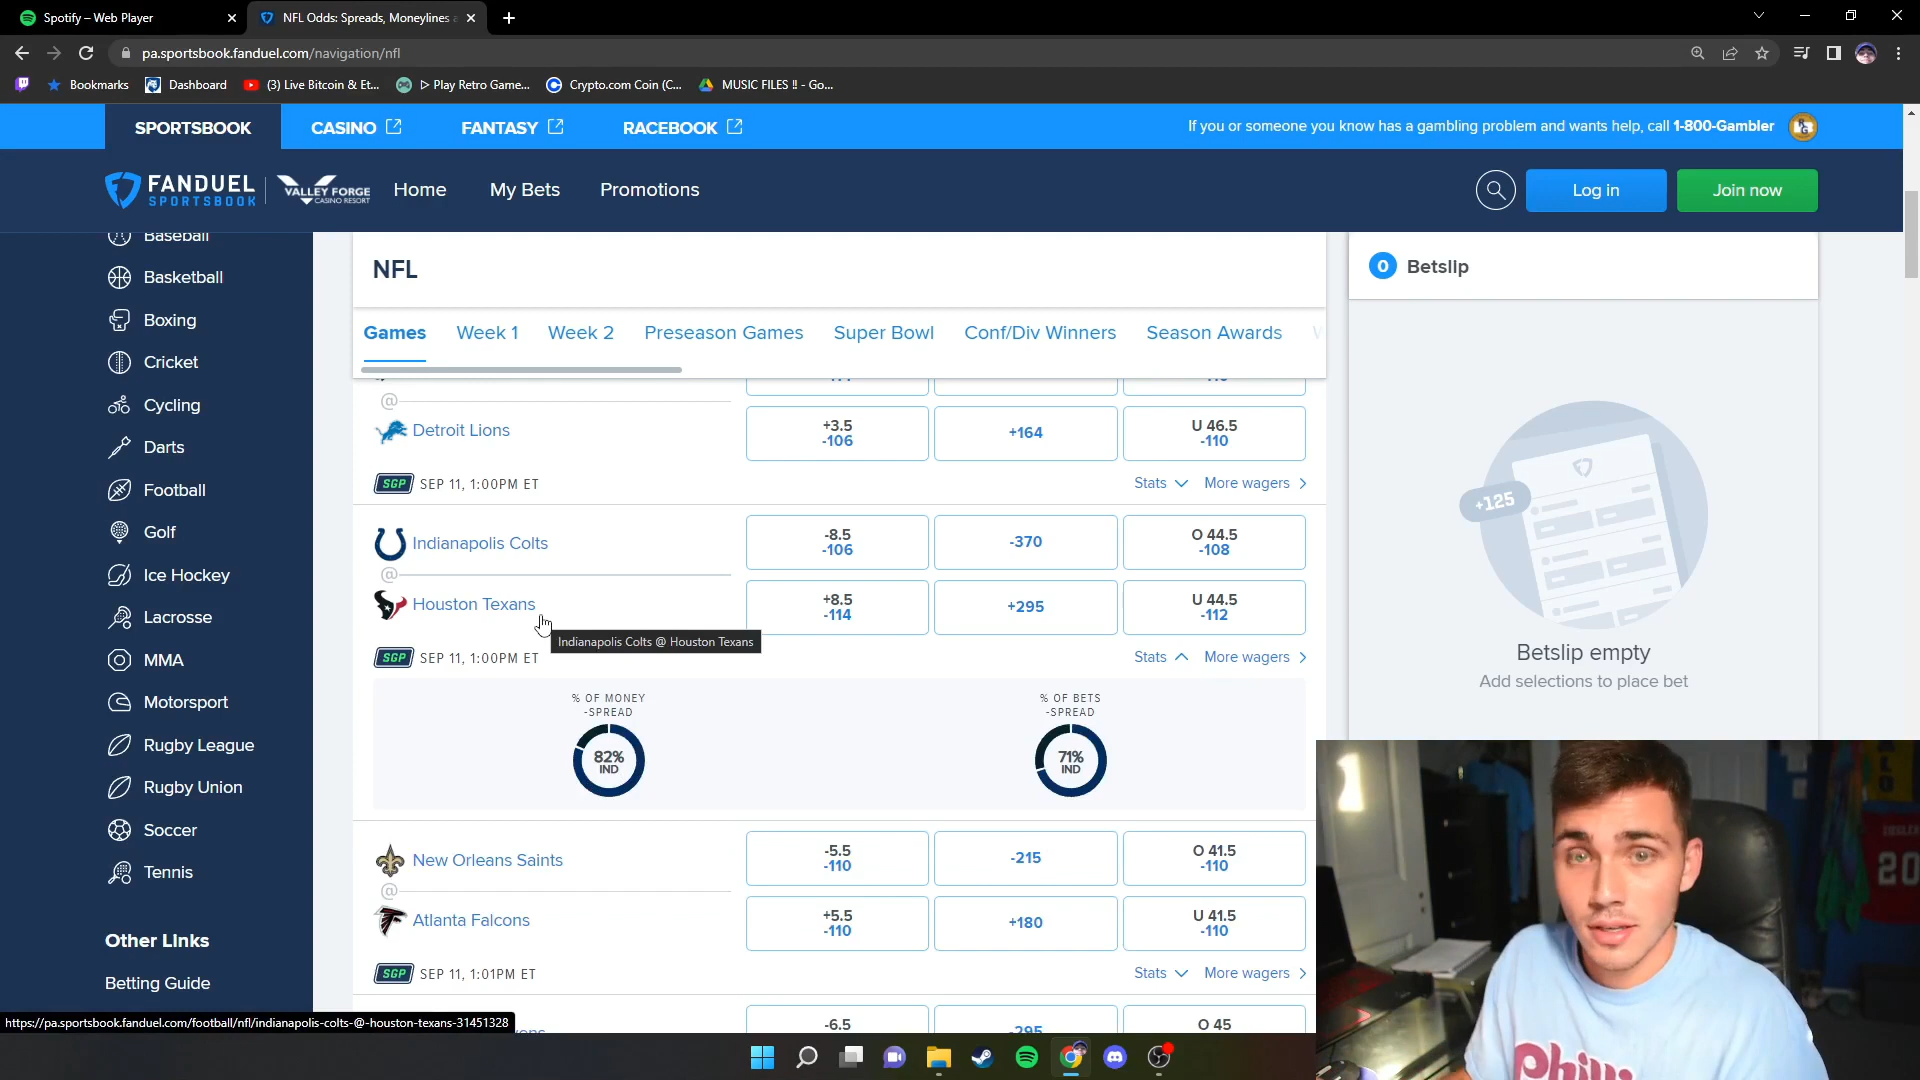 Spotify – Web Player
NFL Odds: Spreads, Moneylines a
pa.sportsbook.fanduel.com/navigation/nfl
Bookmarks
Dashboard
(3) Live Bitcoin & Et...
▷ Play Retro Game...
Crypto.com Coin (C...
MUSIC FILES !! - Go...
SPORTSBOOK
CASINO
FANTASY
RACEBOOK
If you or someone you know has a gambling problem and wants help, call 1-800-Gambler
FANDUEL
SPORTSBOOK
VALLEY FORGE
CASINO RESORT
Home
My Bets
Promotions
Log in
Join now
Baseball
Basketball
Boxing
Cricket
Cycling
Darts
Football
Golf
Ice Hockey
Lacrosse
MMA
Motorsport
Rugby League
Rugby Union
Soccer
Tennis
Other Links
Betting Guide
NFL
Games
Week 1
Week 2
Preseason Games
Super Bowl
Conf/Div Winners
Season Awards
@
Detroit Lions
+3.5
-106
+164
U 46.5
-110
SGP SEP 11, 1:00PM ET
Stats
More wagers
Indianapolis Colts
-8.5
-106
-370
O 44.5
-108
@
Houston Texans
+8.5
-114
+295
U 44.5
-112
Indianapolis Colts @ Houston Texans
SGP SEP 11, 1:00PM ET
Stats
More wagers
% OF MONEY
-SPREAD
82%
IND
% OF BETS
-SPREAD
71%
IND
New Orleans Saints
-5.5
-110
-215
O 41.5
-110
@
Atlanta Falcons
+5.5
-110
+180
U 41.5
-110
SGP SEP 11, 1:01PM ET
Stats
More wagers
-6.5
-295
O 45
0 Betslip
+125
Betslip empty
Add selections to place bet
https://pa.sportsbook.fanduel.com/football/nfl/indianapolis-colts-@-houston-texans-31451328
20
Phill